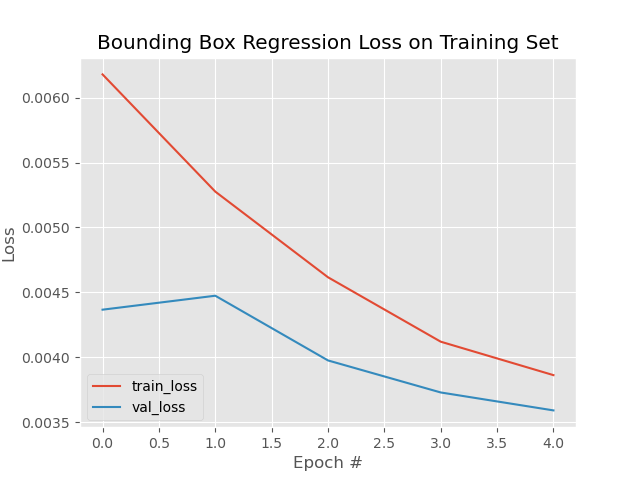 Bounding Box Regression Loss on Training Set
0.0060
0.0055
0.0050
0.0045
0.0040
0.0035
Loss
train_loss
val_loss
0.0 0.5 1.0 1.5 2.0 2.5 3.0 3.5 4.0
Epoch #